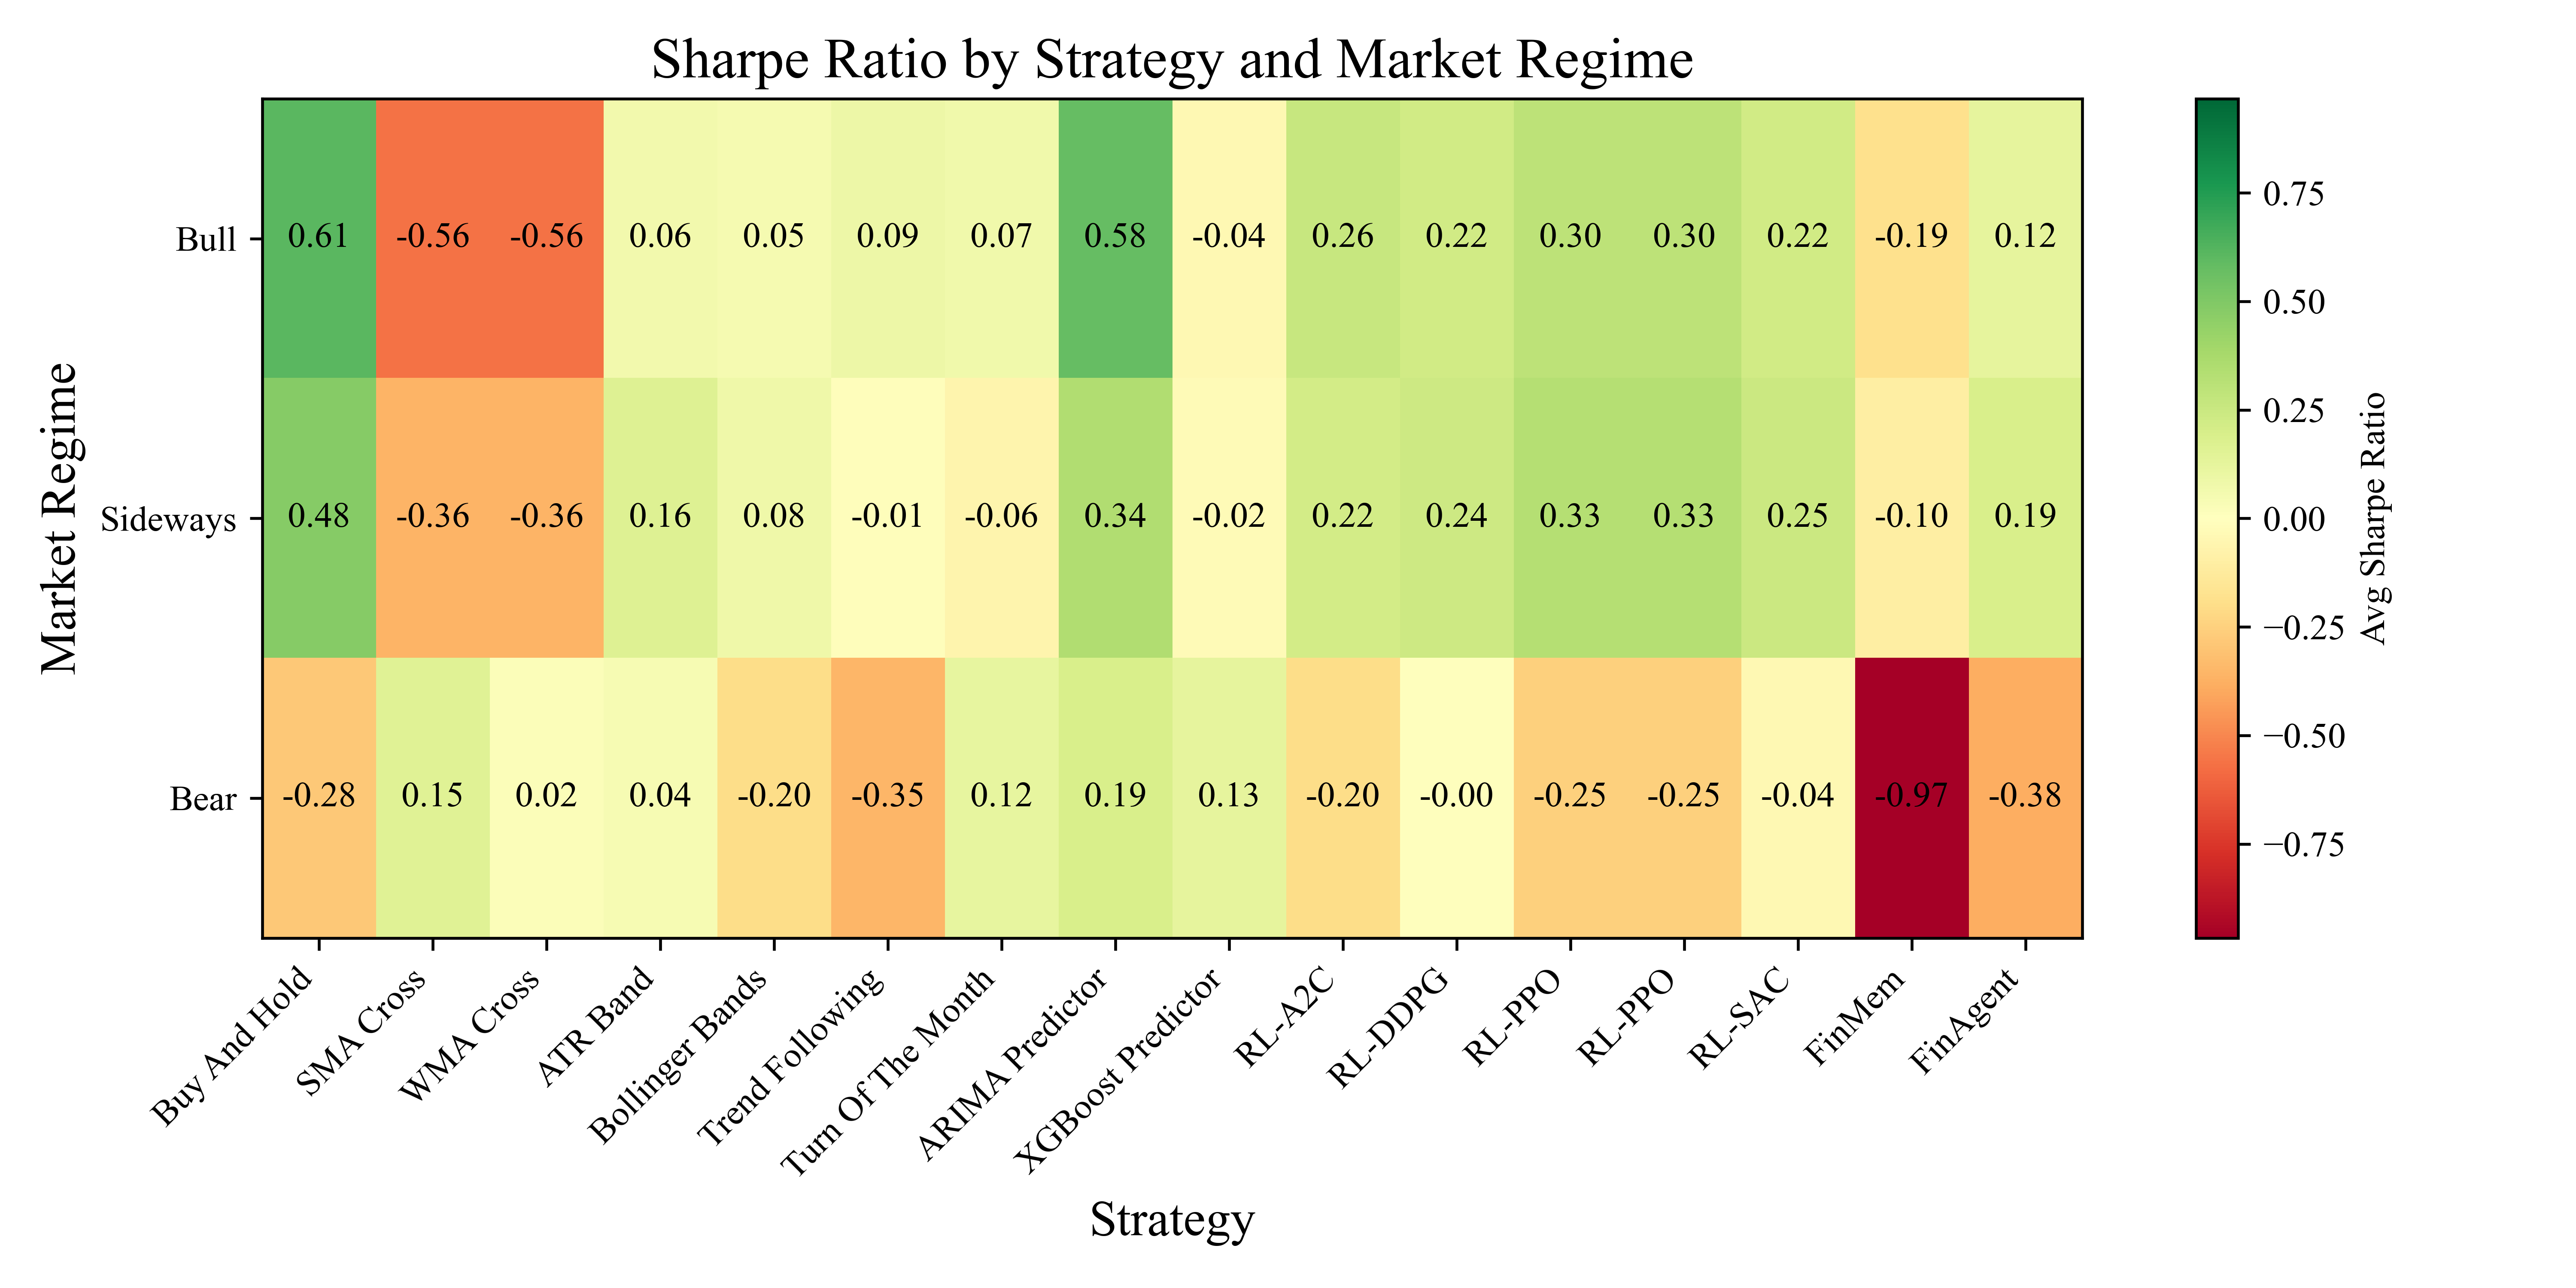 Sharpe Ratio by Strategy and Market Regime
Market Regime
Bull
0.61 -0.56 -0.56 0.06 0.05 0.09 0.07 0.58 -0.04 0.26 0.22 0.30 0.30 0.22 -0.19 0.12
Sideways
0.48 -0.36 -0.36 0.16 0.08 -0.01 -0.06 0.34 -0.02 0.22 0.24 0.33 0.33 0.25 -0.10 0.19
Bear
-0.28 0.15 0.02 0.04 -0.20 -0.35 0.12 0.19 0.13 -0.20 -0.00 -0.25 -0.25 -0.04 -0.97 -0.38
Buy And Hold
SMA Cross
WMA Cross
ATR Band
Bollinger Bands
Trend Following
Turn Of The Month
ARIMA Predictor
XGBoost Predictor
RL-A2C
RL-DDPG
RL-PPO
RL-PPO
RL-SAC
FinMem
FinAgent
Strategy
0.75
0.50
0.25
0.00
−0.25
−0.50
−0.75
Avg Sharpe Ratio